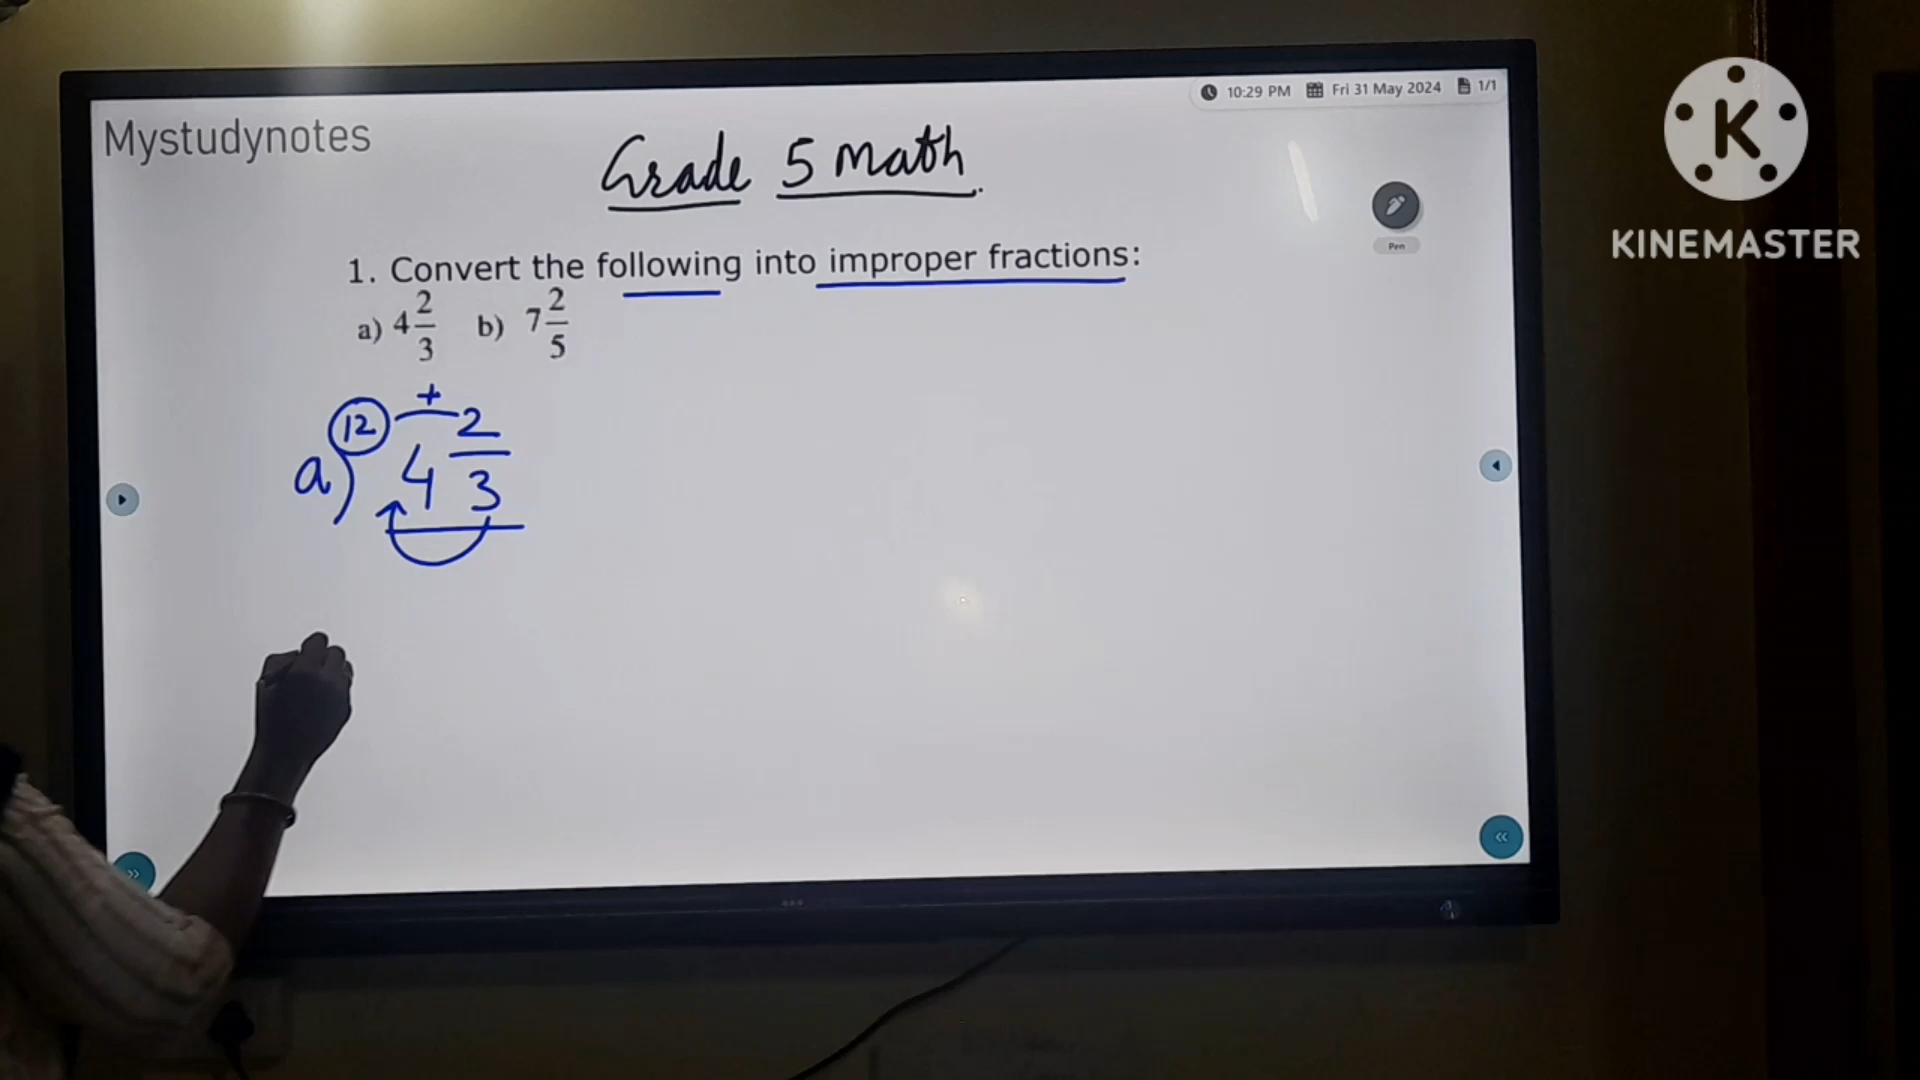 10:29 PM Fri 31 May 2024 1/1
Mystudynotes
Grade 5 Math.
Pen
KINEMASTER
1. Convert the following into improper fractions:
a) 4 2/3 b) 7 2/5
12 +
a) 4 2/3